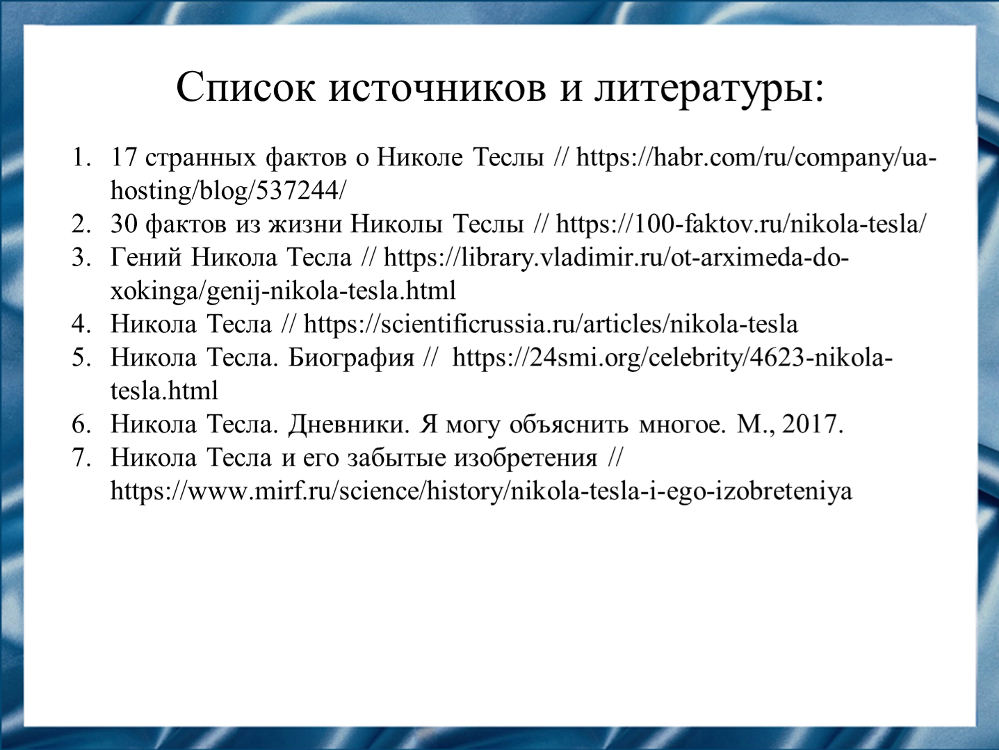 Список источников и литературы:
1. 17 странных фактов о Николе Теслы // https://habr.com/ru/company/ua-
hosting/blog/537244/
2. 30 фактов из жизни Николы Теслы // https://100-faktov.ru/nikola-tesla/
3. Гений Никола Тесла // https://library.vladimir.ru/ot-arximeda-do-
xokinga/genij-nikola-tesla.html
4. Никола Тесла // https://scientificrussia.ru/articles/nikola-tesla
5. Никола Тесла. Биография // https://24smi.org/celebrity/4623-nikola-
tesla.html
6. Никола Тесла. Дневники. Я могу объяснить многое. М., 2017.
7. Никола Тесла и его забытые изобретения //
https://www.mirf.ru/science/history/nikola-tesla-i-ego-izobreteniya